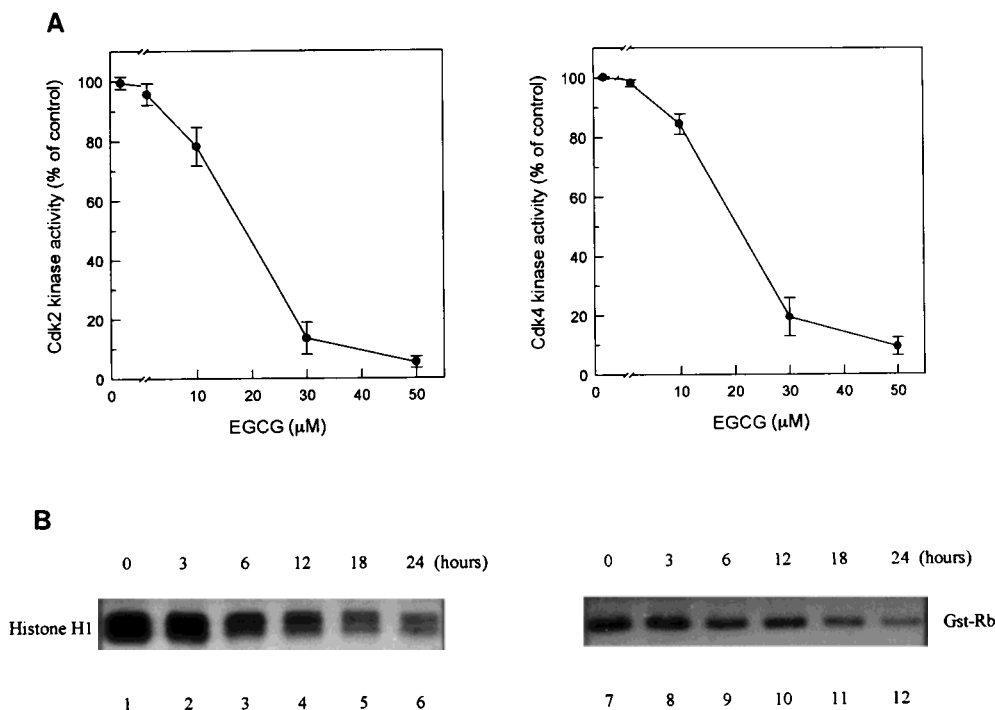 A
Cdk2 kinase activity (% of control)
100
80
60
40
20
0
0 10 20 30 40 50
EGCG (μM)
Cdk4 kinase activity (% of control)
100
80
60
40
20
0
0 10 20 30 40 50
EGCG (μM)
B
0 3 6 12 18 24 (hours)
Histone H1
1 2 3 4 5 6
0 3 6 12 18 24 (hours)
Gst-Rb
7 8 9 10 11 12